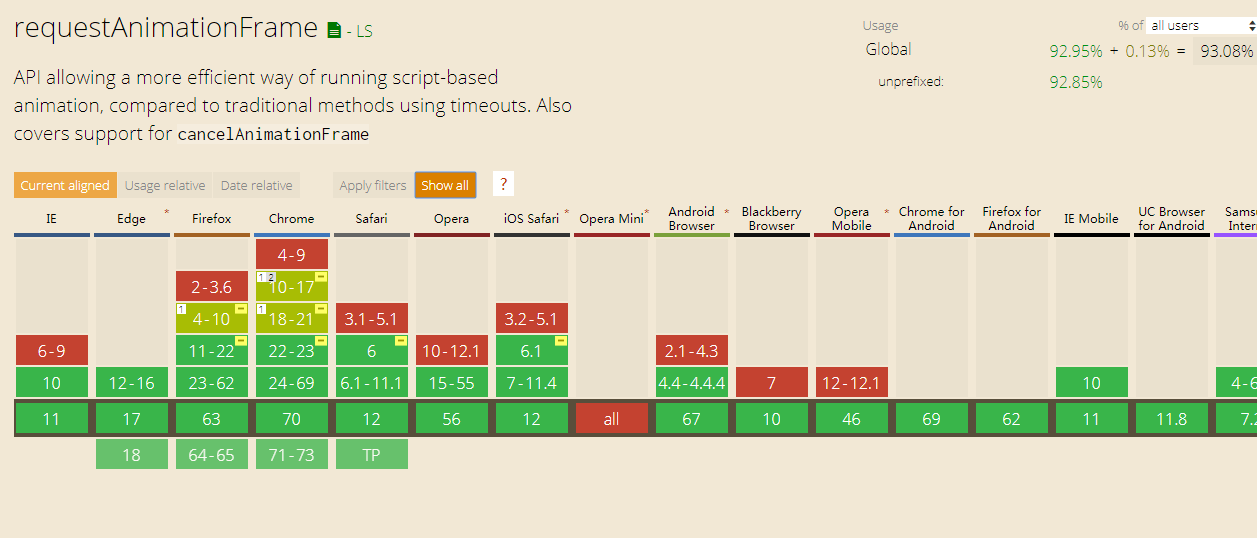 requestAnimationFrame - LS
Usage % of all users
Global 92.95% + 0.13% = 93.08%
unprefixed: 92.85%
API allowing a more efficient way of running script-based
animation, compared to traditional methods using timeouts. Also
covers support for cancelAnimationFrame
Current aligned Usage relative Date relative Apply filters Show all ?
IE Edge * Firefox Chrome Safari Opera iOS Safari * Opera Mini * Android Browser * Blackberry Browser Opera Mobile * Chrome for Android Firefox for Android IE Mobile UC Browser for Android
4-9
2-3.6 1 2 10-17
1 4-10 1 18-21 3.1-5.1 3.2-5.1
6-9 11-22 22-23 6 10-12.1 6.1 2.1-4.3
10 12-16 23-62 24-69 6.1-11.1 15-55 7-11.4 4.4-4.4.4 7 12-12.1 10
11 17 63 70 12 56 12 all 67 10 46 69 62 11 11.8
18 64-65 71-73 TP